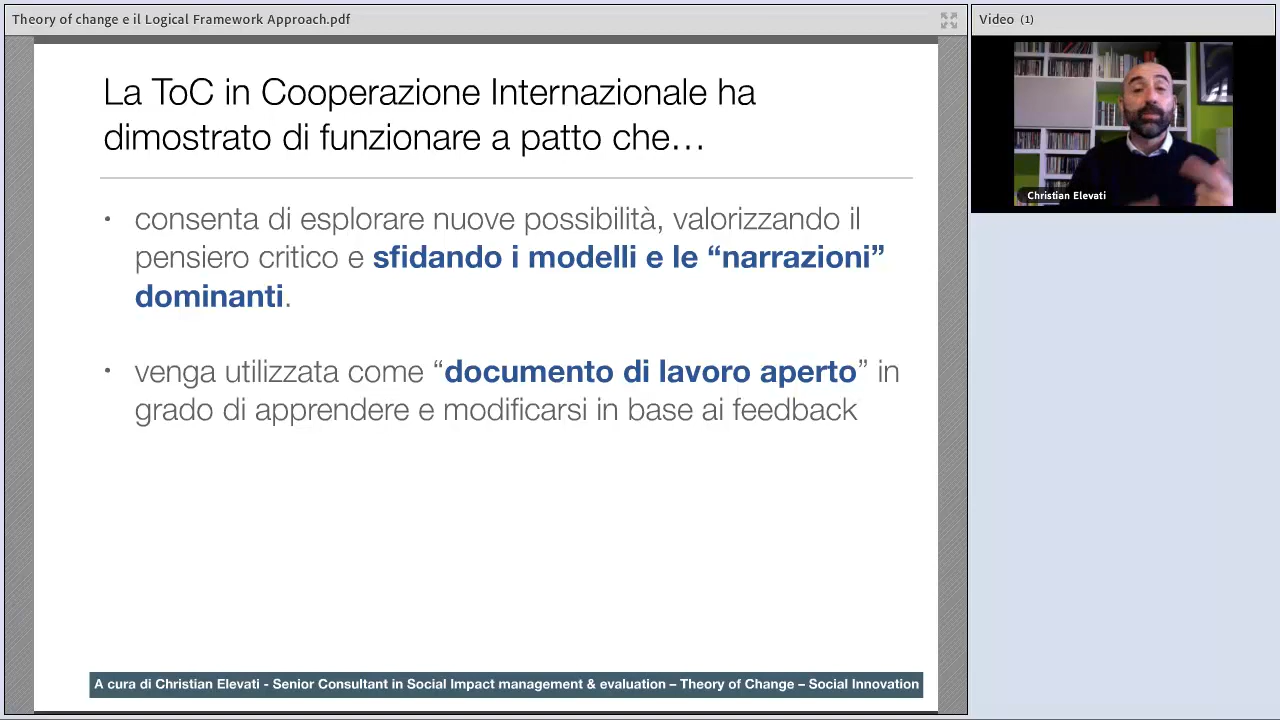 Theory of change e il Logical Framework Approach.pdf
Video (1)
La ToC in Cooperazione Internazionale ha
dimostrato di funzionare a patto che…
• consenta di esplorare nuove possibilità, valorizzando il
pensiero critico e sfidando i modelli e le “narrazioni”
dominanti.
• venga utilizzata come “documento di lavoro aperto” in
grado di apprendere e modificarsi in base ai feedback
Christian Elevati
A cura di Christian Elevati - Senior Consultant in Social Impact management & evaluation – Theory of Change – Social Innovation